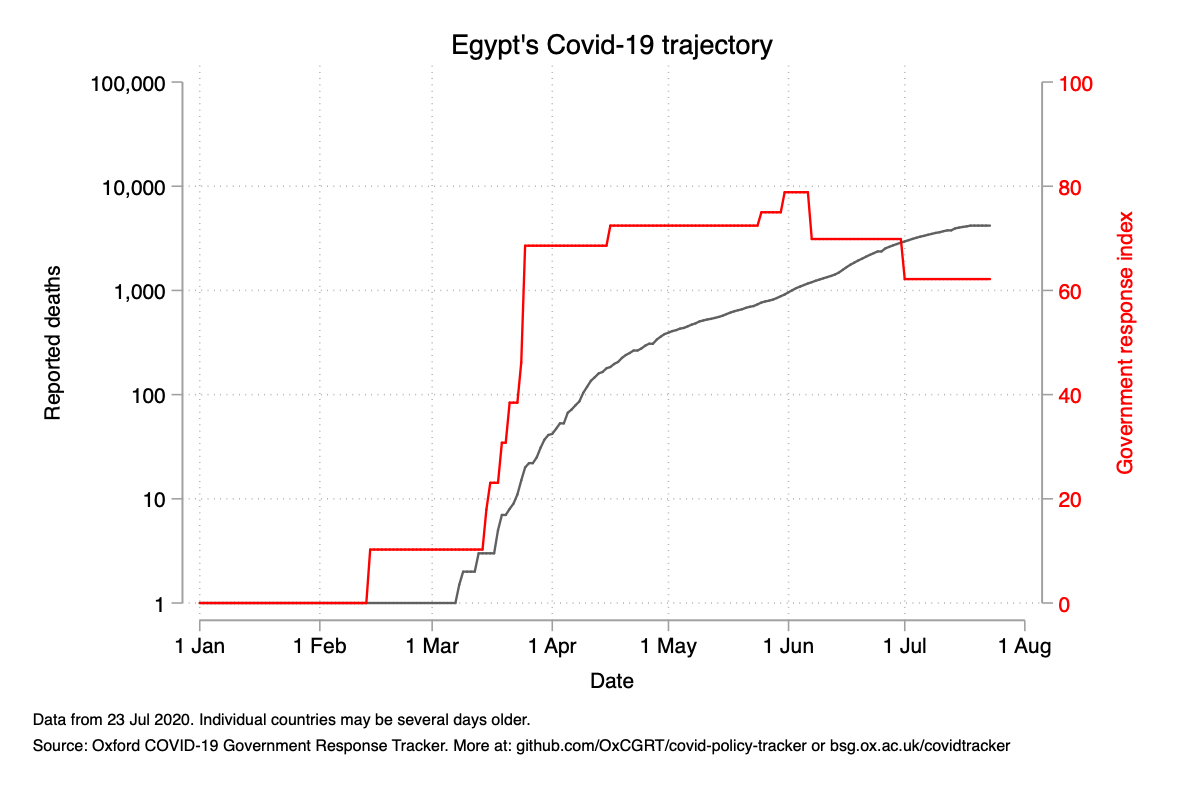 Egypt's Covid-19 trajectory
100,000
10,000
1,000
100
10
1
Reported deaths
100
80
60
40
20
0
Government response index
1 Jan
1 Feb
1 Mar
1 Apr
1 May
1 Jun
1 Jul
1 Aug
Date
Data from 23 Jul 2020. Individual countries may be several days older.
Source: Oxford COVID-19 Government Response Tracker. More at: github.com/OxCGRT/covid-policy-tracker or bsg.ox.ac.uk/covidtracker